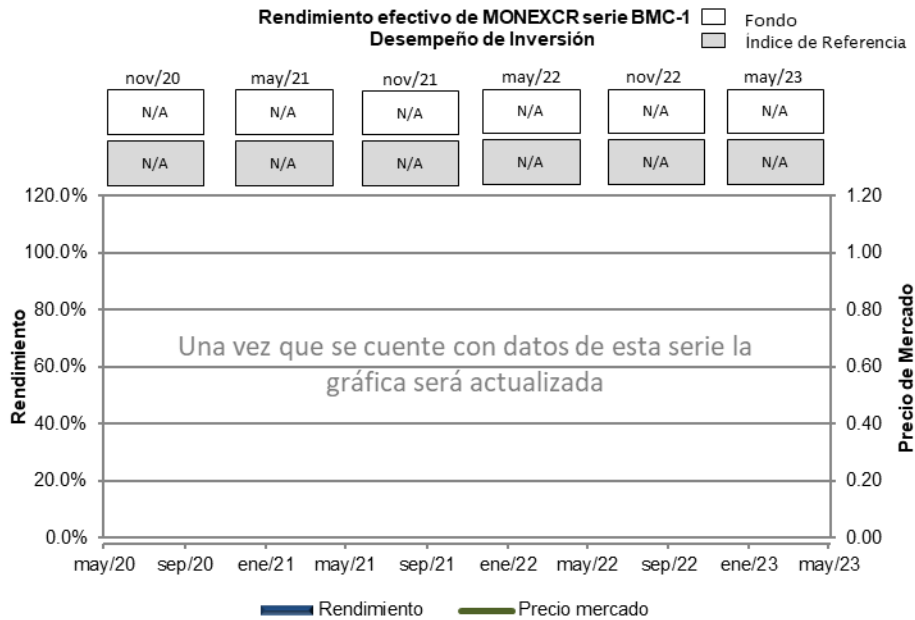 Rendimiento efectivo de MONEXCR serie BMC-1
Desempeño de Inversión
Fondo
Índice de Referencia
nov/20 may/21 nov/21 may/22 nov/22 may/23
N/A N/A N/A N/A N/A N/A
N/A N/A N/A N/A N/A N/A
120.0% 1.20
100.0% 1.00
80.0% 0.80
60.0% 0.60
40.0% 0.40
20.0% 0.20
0.0% 0.00
Rendimiento
Una vez que se cuente con datos de esta serie la
gráfica será actualizada
Precio de Mercado
may/20 sep/20 ene/21 may/21 sep/21 ene/22 may/22 sep/22 ene/23 may/23
Rendimiento Precio mercado